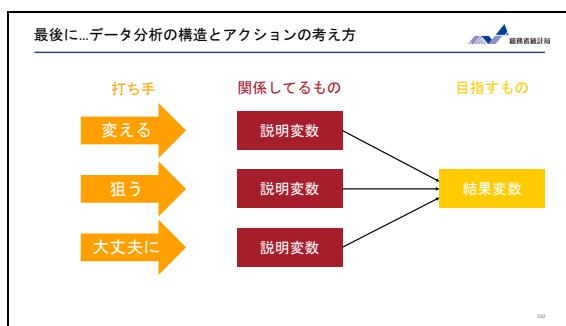 最後に…データ分析の構造とアクションの考え方
総務省統計局
打ち手
関係してるもの
目指すもの
変える
説明変数
狙う
説明変数
結果変数
大丈夫に
説明変数